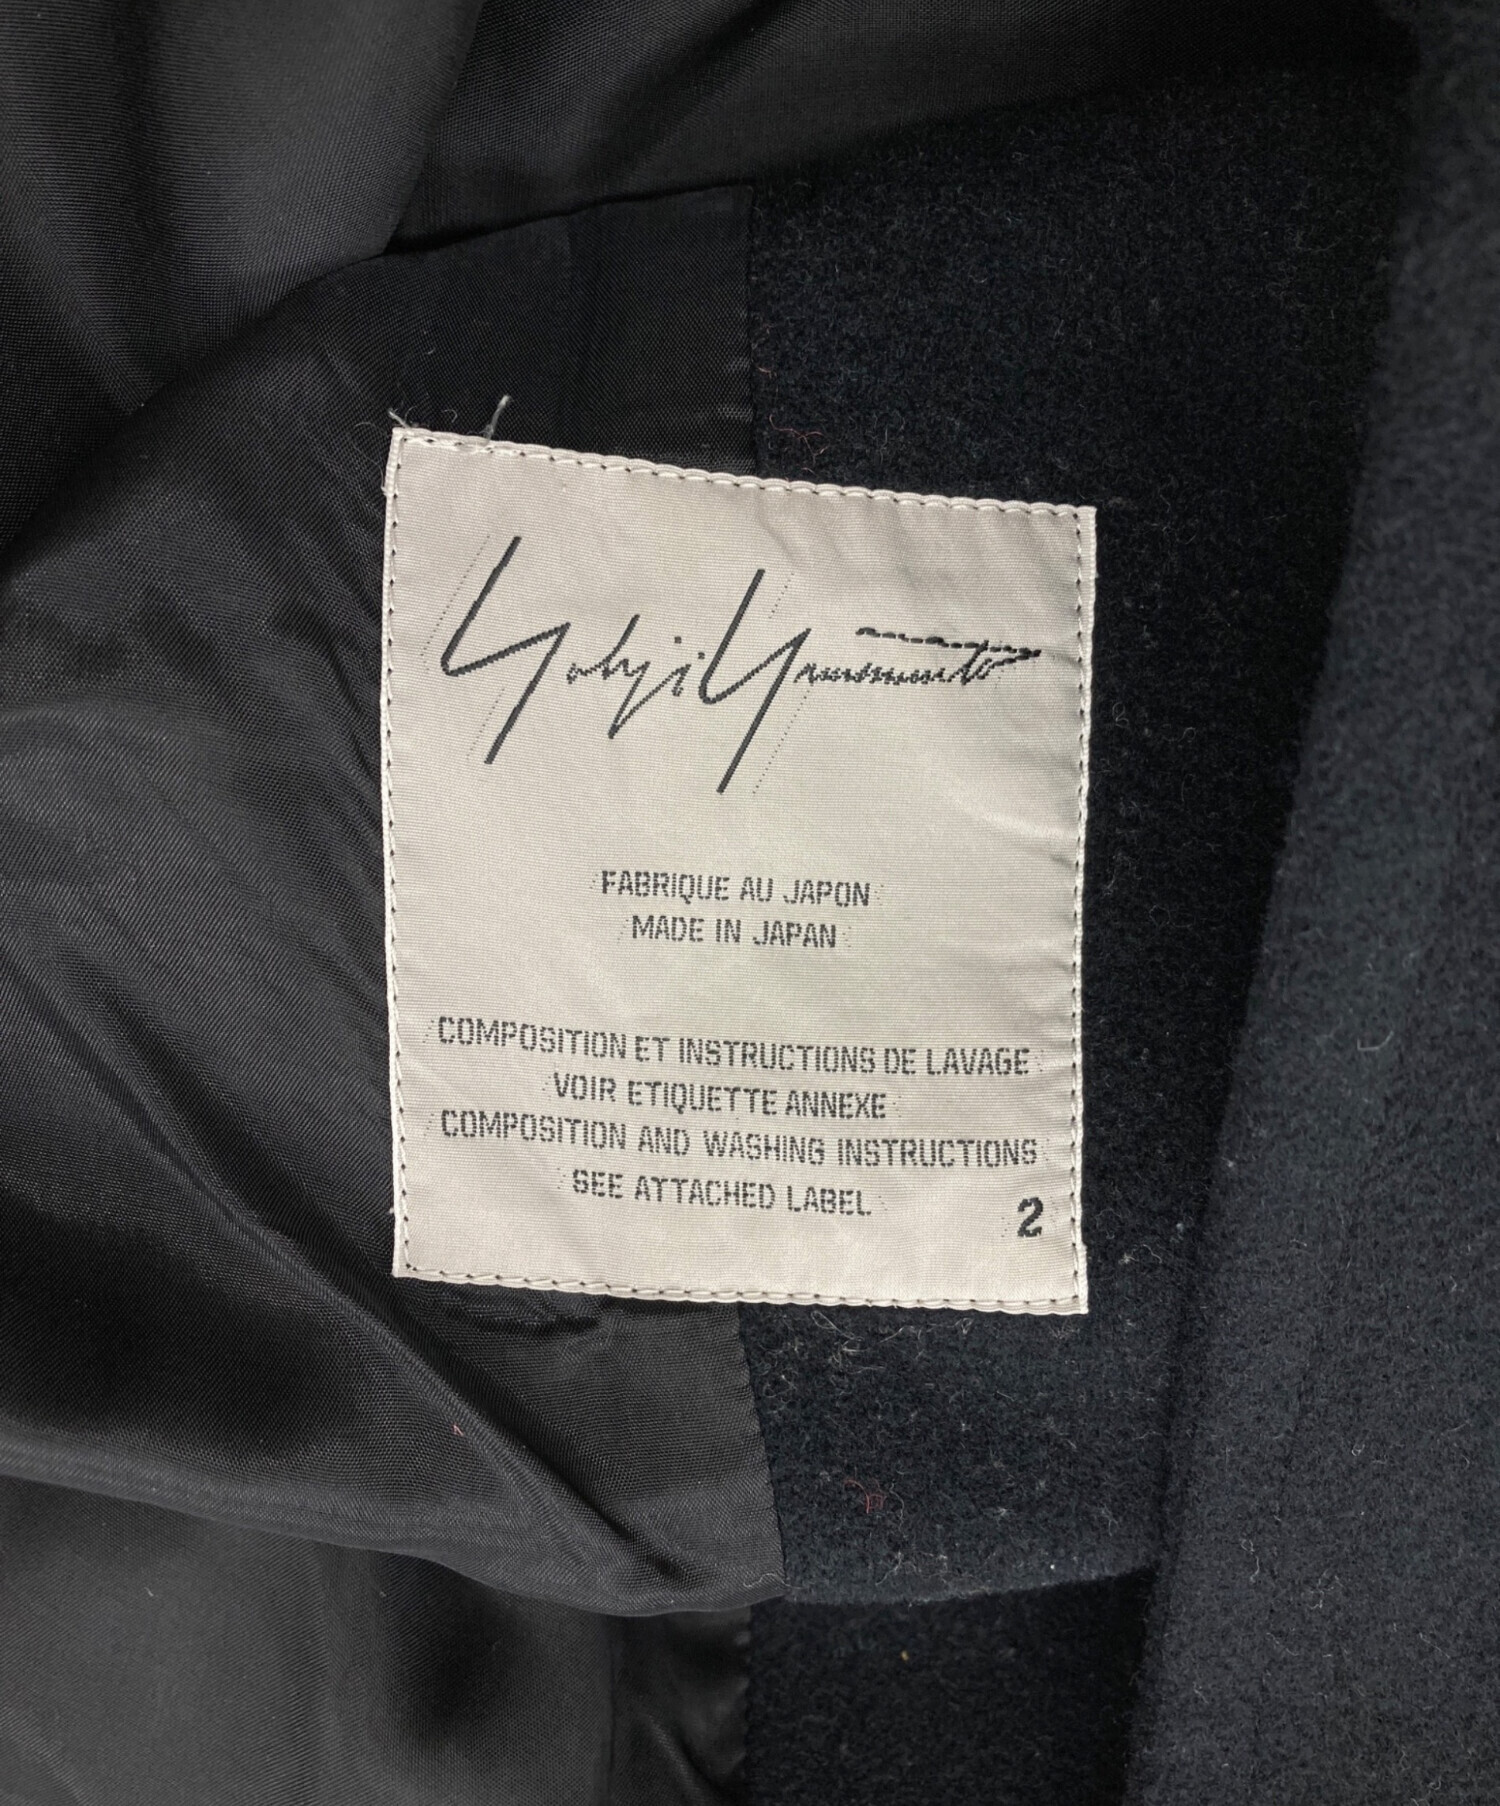 Yohji Yamamoto
FABRIQUE AU JAPON
MADE IN JAPAN
COMPOSITION ET INSTRUCTIONS DE LAVAGE
VOIR ETIQUETTE ANNEXE
COMPOSITION AND WASHING INSTRUCTIONS
SEE ATTACHED LABEL
2